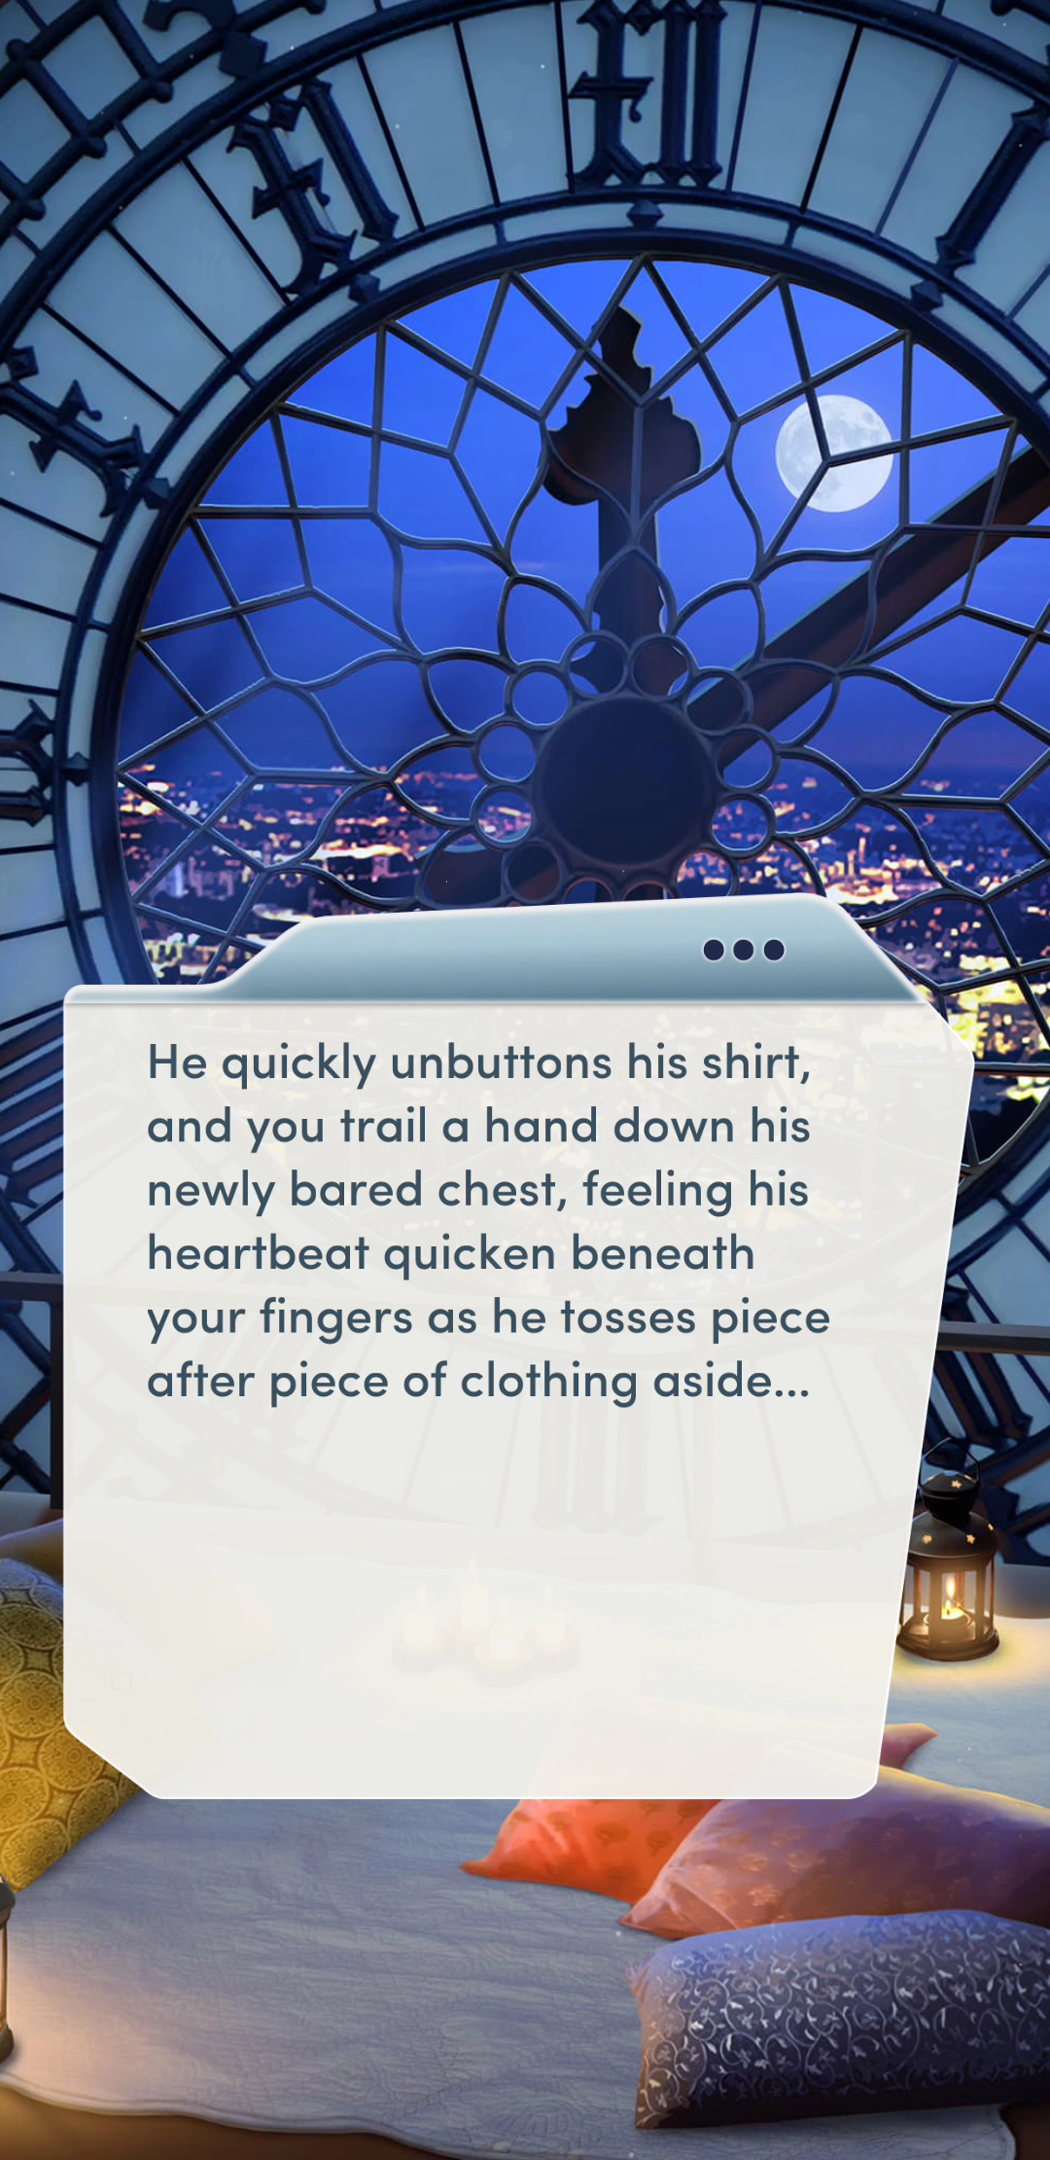 He quickly unbuttons his shirt,
and you trail a hand down his
newly bared chest, feeling his
heartbeat quicken beneath
your fingers as he tosses piece
after piece of clothing aside...